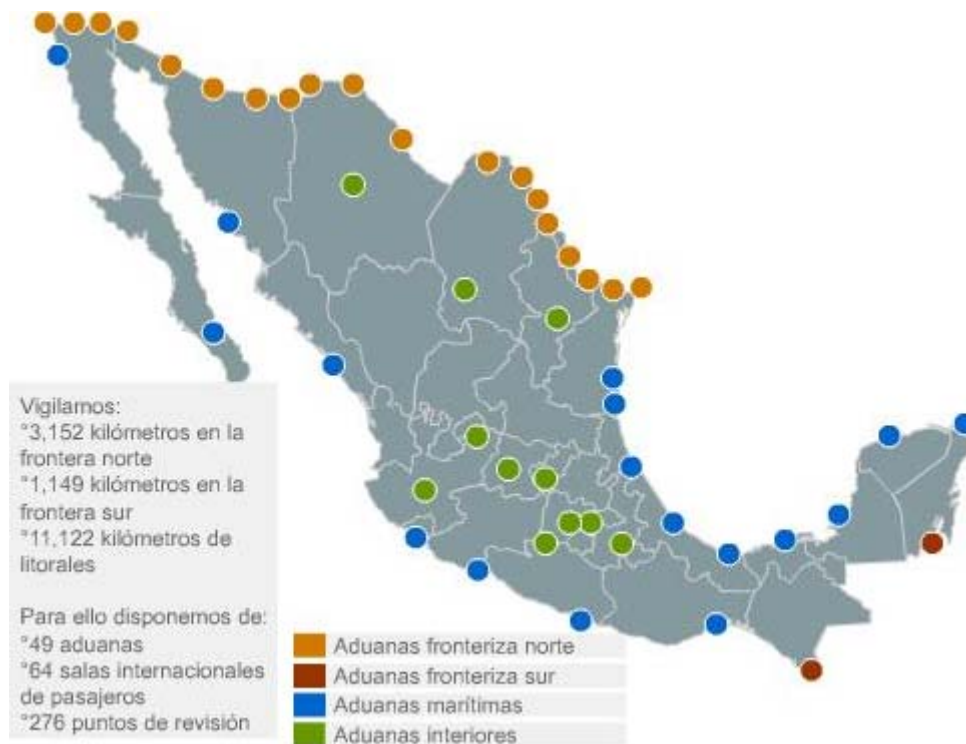 Vigilamos:
°3,152 kilómetros en la
frontera norte
°1,149 kilómetros en la
frontera sur
°11,122 kilómetros de
litorales
Para ello disponemos de:
°49 aduanas
°64 salas internacionales
de pasajeros
°276 puntos de revisión
Aduanas fronteriza norte
Aduanas fronteriza sur
Aduanas marítimas
Aduanas interiores